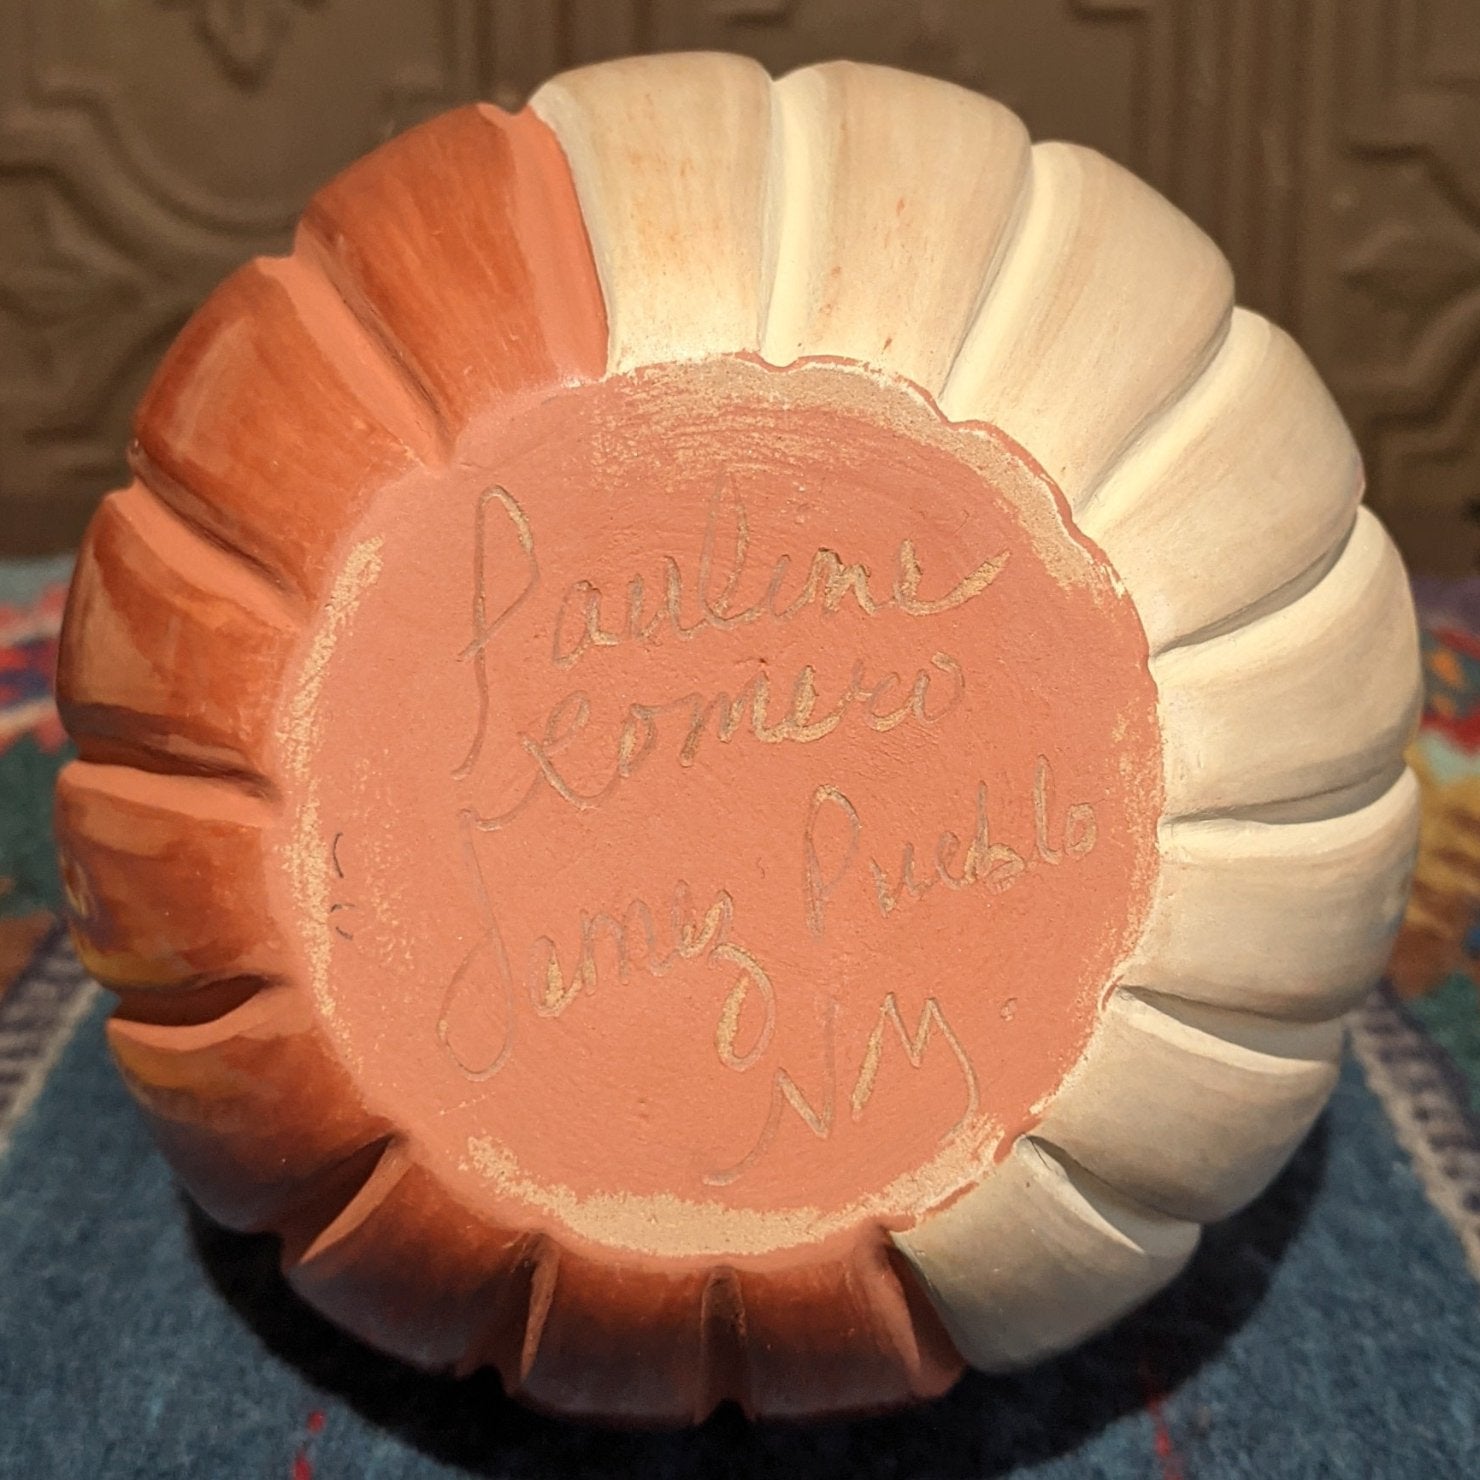 Pauline
Romero
Jemez Pueblo
NM.